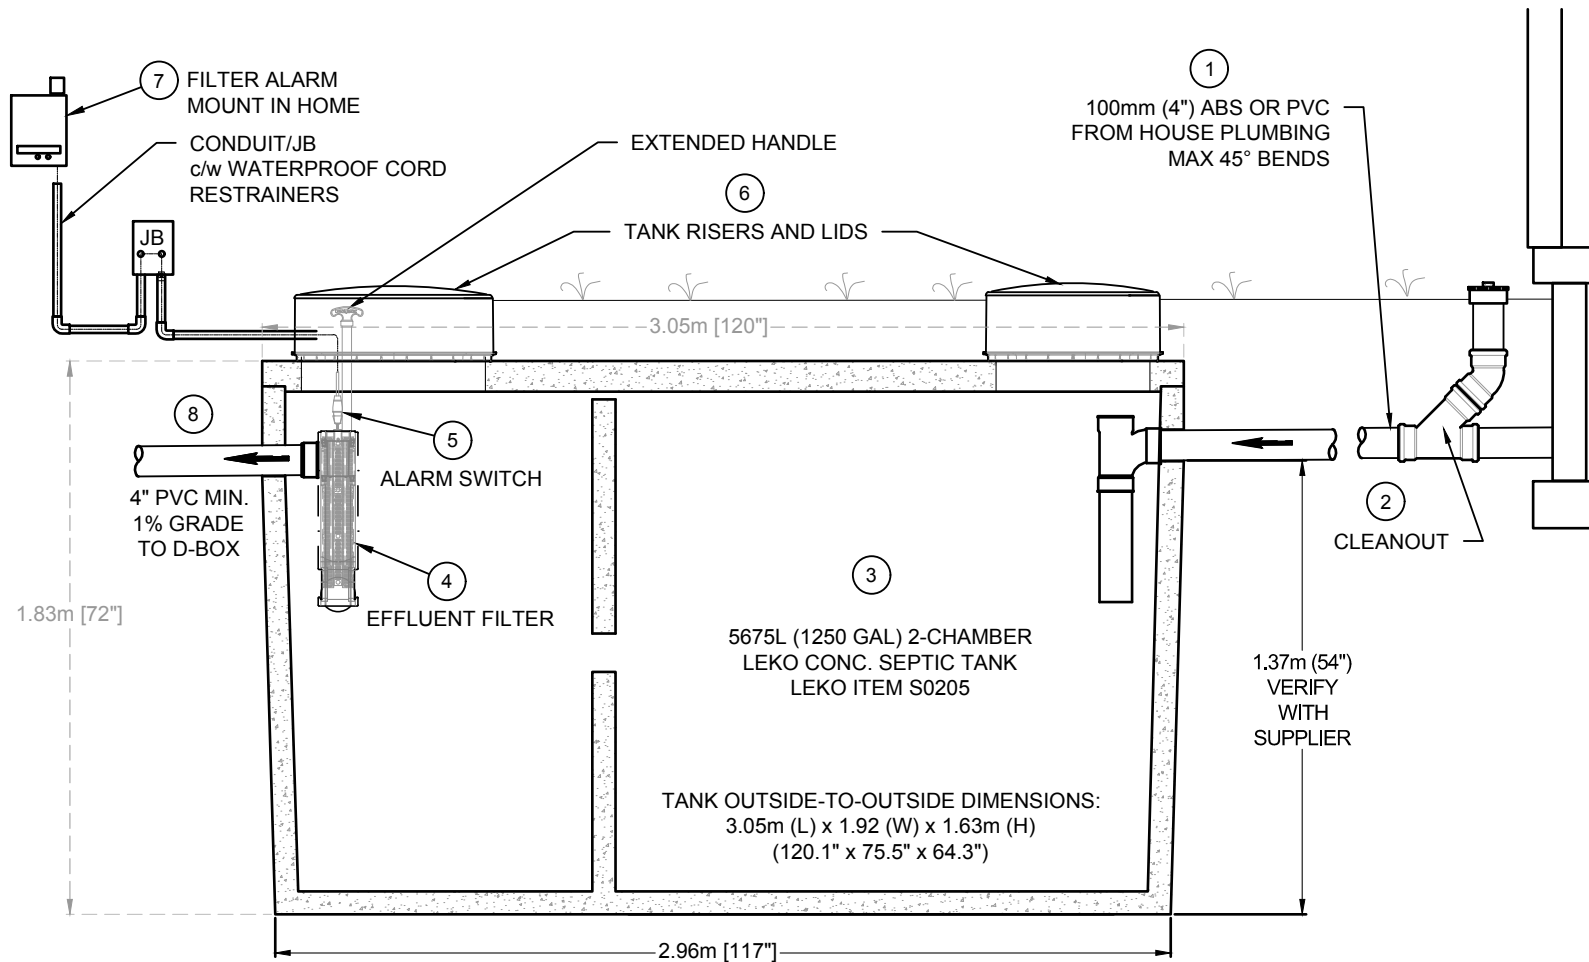 7
FILTER ALARM
MOUNT IN HOME
CONDUIT/JB
c/w WATERPROOF CORD
RESTRAINERS
JB
EXTENDED HANDLE
6
TANK RISERS AND LIDS
1
100mm (4") ABS OR PVC
FROM HOUSE PLUMBING
MAX 45° BENDS
3.05m [120"]
8
4" PVC MIN.
1% GRADE
TO D-BOX
5
ALARM SWITCH
4
EFFLUENT FILTER
2
CLEANOUT
3
5675L (1250 GAL) 2-CHAMBER
LEKO CONC. SEPTIC TANK
LEKO ITEM S0205
1.83m [72"]
1.37m (54")
VERIFY
WITH
SUPPLIER
TANK OUTSIDE-TO-OUTSIDE DIMENSIONS:
3.05m (L) x 1.92 (W) x 1.63m (H)
(120.1" x 75.5" x 64.3")
2.96m [117"]